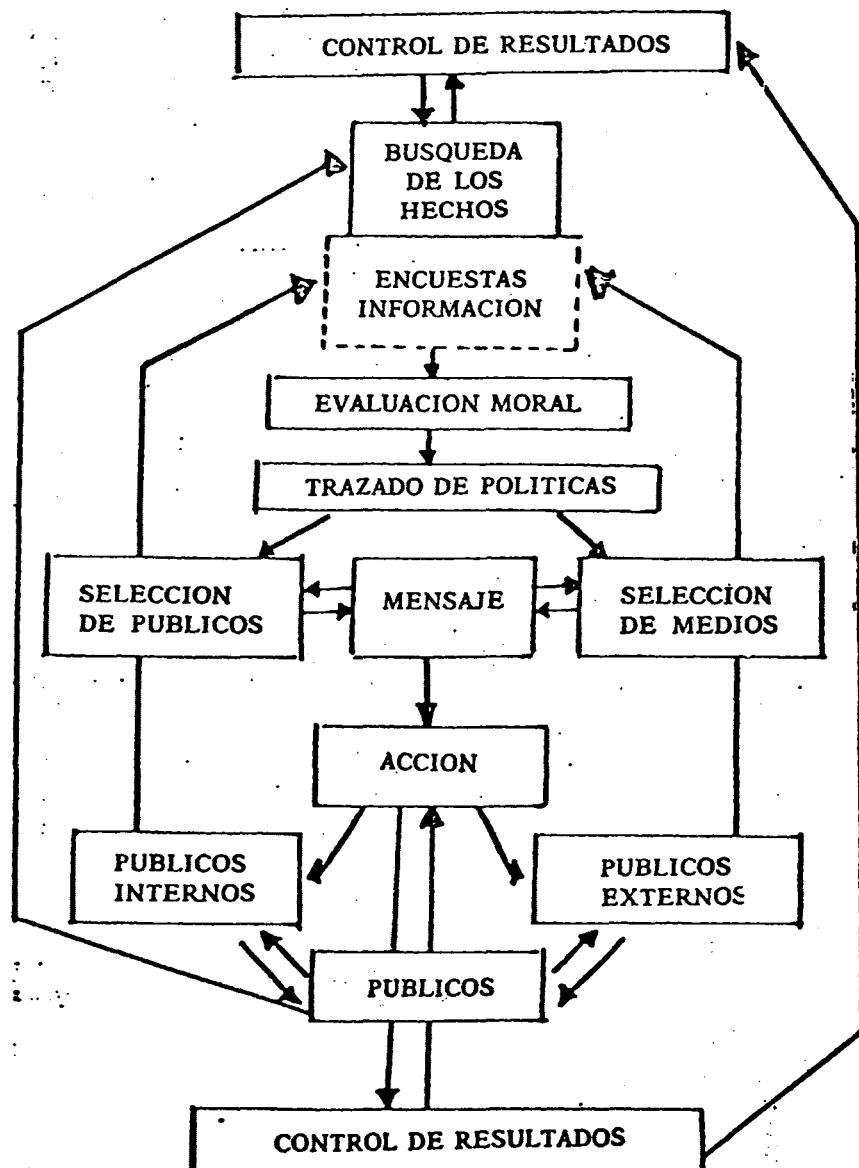 CONTROL DE RESULTADOS
BUSQUEDA
DE LOS
HECHOS
ENCUESTAS
INFORMACION
EVALUACION MORAL
TRAZADO DE POLITICAS
SELECCION
DE PUBLICOS
MENSAJE
SELECCION
DE MEDIOS
ACCION
PUBLICOS
INTERNOS
PUBLICOS
EXTERNOS
PUBLICOS
CONTROL DE RESULTADOS